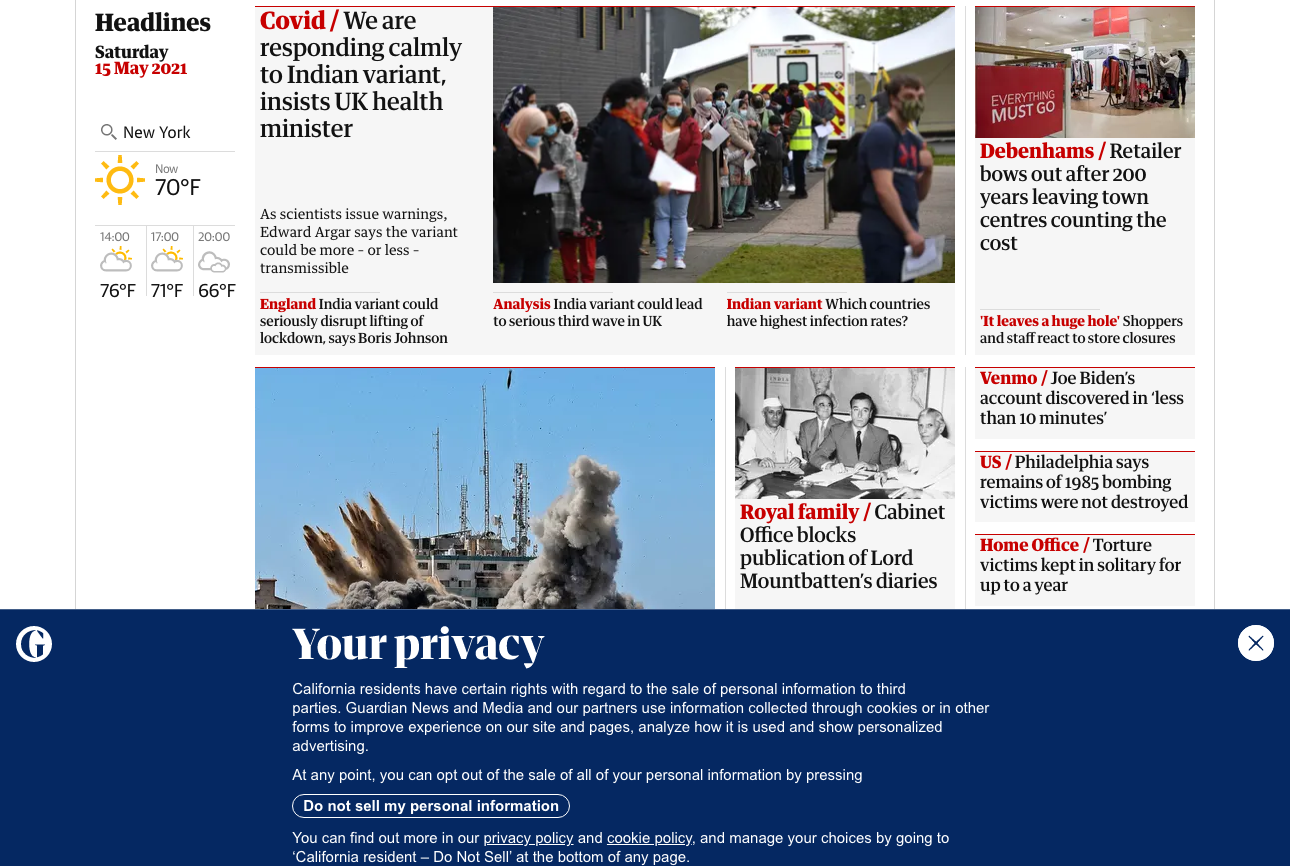 Headlines
Saturday
15 May 2021
New York
Now
70°F
14:00
17:00
20:00
76°F
71°F
66°F
Covid / We are
responding calmly
to Indian variant,
insists UK health
minister
As scientists issue warnings,
Edward Argar says the variant
could be more – or less –
transmissible
England India variant could
seriously disrupt lifting of
lockdown, says Boris Johnson
TREATMENT
CENTRE
Analysis India variant could lead
to serious third wave in UK
Indian variant Which countries
have highest infection rates?
EVERYTHING
MUST GO
Debenhams / Retailer
bows out after 200
years leaving town
centres counting the
cost
'It leaves a huge hole' Shoppers
and staff react to store closures
INDIA
Royal family / Cabinet
Office blocks
publication of Lord
Mountbatten’s diaries
Venmo / Joe Biden’s
account discovered in ‘less
than 10 minutes’
US / Philadelphia says
remains of 1985 bombing
victims were not destroyed
Home Office / Torture
victims kept in solitary for
up to a year
G
Your privacy
California residents have certain rights with regard to the sale of personal information to third
parties. Guardian News and Media and our partners use information collected through cookies or in other
forms to improve experience on our site and pages, analyze how it is used and show personalized
advertising.
At any point, you can opt out of the sale of all of your personal information by pressing
Do not sell my personal information
You can find out more in our privacy policy and cookie policy, and manage your choices by going to
‘California resident – Do Not Sell’ at the bottom of any page.